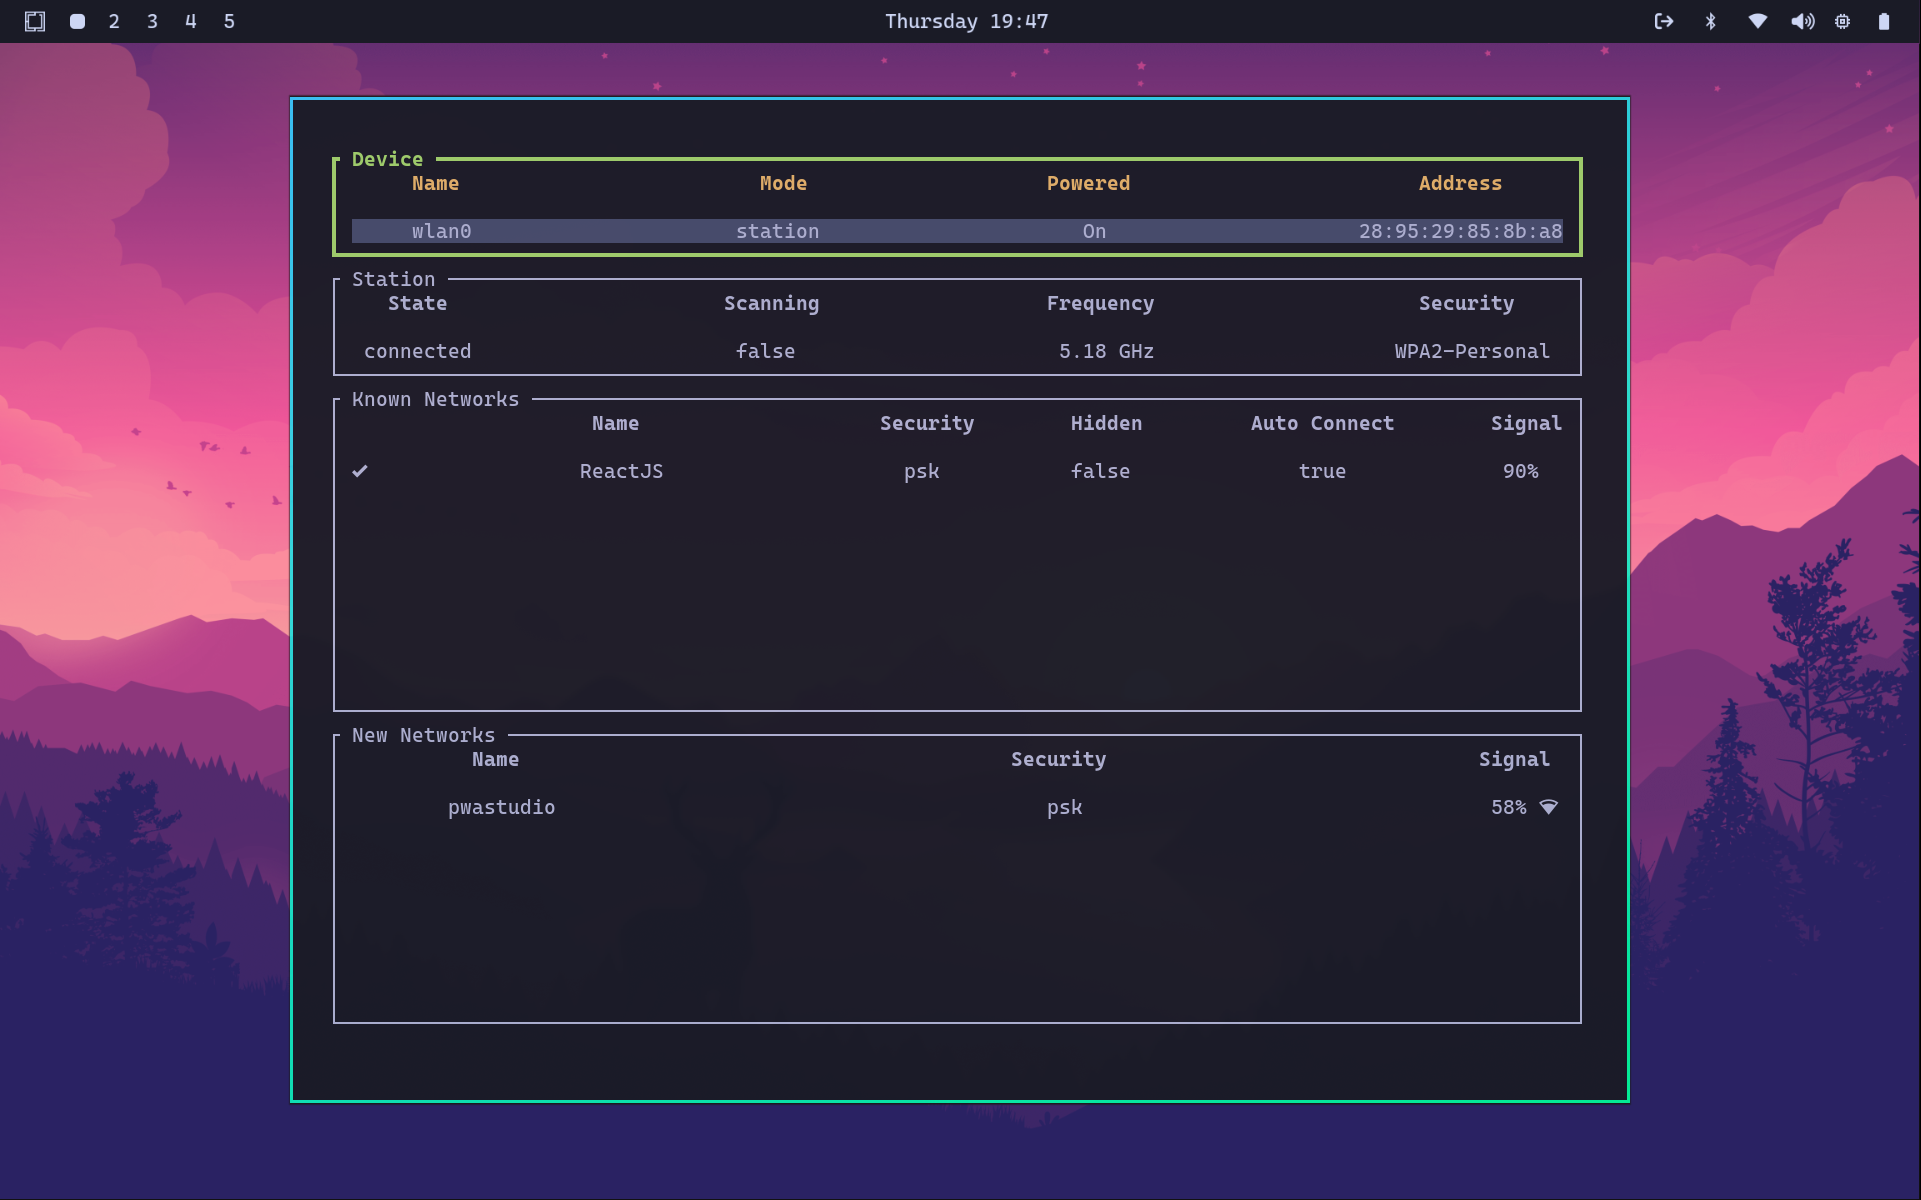 2 3 4 5 Thursday 19:47
Device
Name Mode Powered Address
wlan0 station On 28:95:29:85:8b:a8
Station
State Scanning Frequency Security
connected false 5.18 GHz WPA2-Personal
Known Networks
Name Security Hidden Auto Connect Signal
ReactJS psk false true 90%
New Networks
Name Security Signal
pwastudio psk 58%